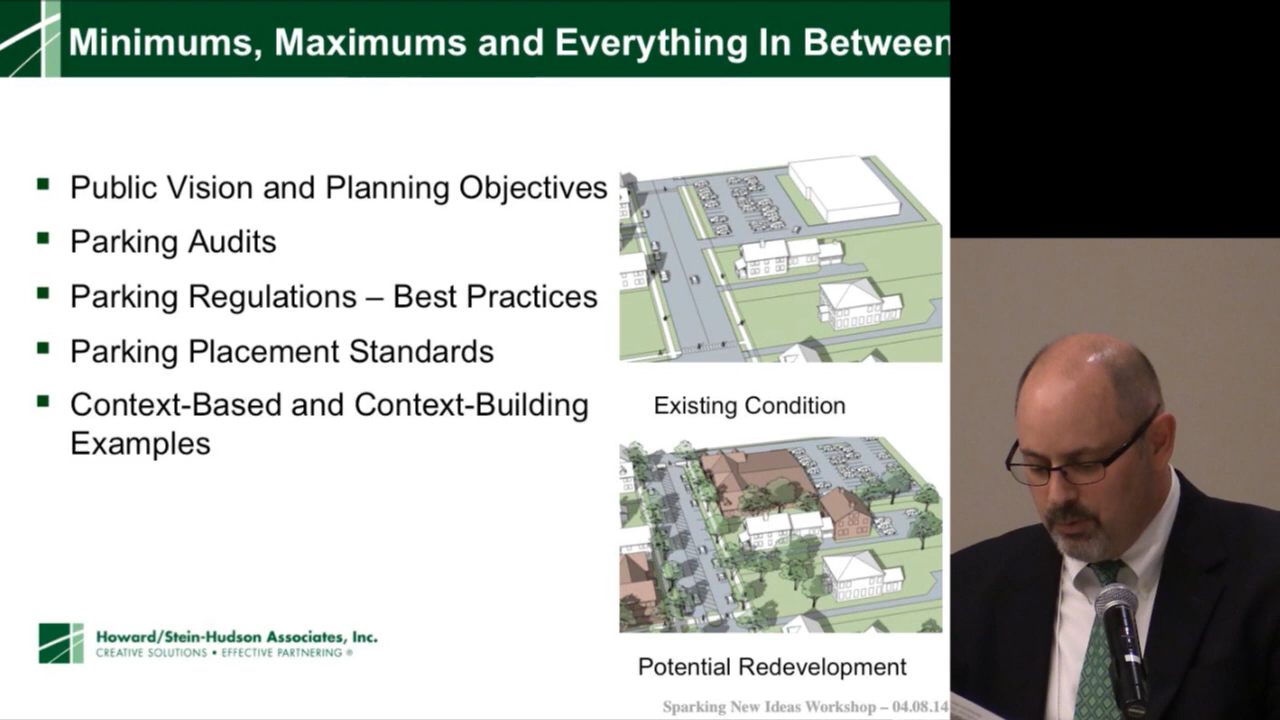 Minimums, Maximums and Everything In Between
Public Vision and Planning Objectives
Parking Audits
Parking Regulations – Best Practices
Parking Placement Standards
Context-Based and Context-Building
Examples
Existing Condition
Potential Redevelopment
Howard/Stein-Hudson Associates, Inc.
CREATIVE SOLUTIONS • EFFECTIVE PARTNERING ®
Sparking New Ideas Workshop – 04.08.14